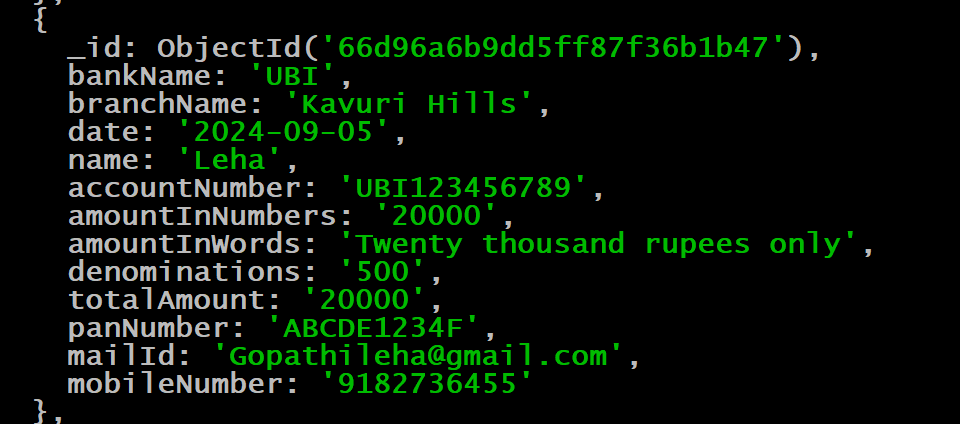 {
_id: ObjectId('66d96a6b9dd5ff87f36b1b47'),
bankName: 'UBI',
branchName: 'Kavuri Hills',
date: '2024-09-05',
name: 'Leha',
accountNumber: 'UBI123456789',
amountInNumbers: '20000',
amountInWords: 'Twenty thousand rupees only',
denominations: '500',
totalAmount: '20000',
panNumber: 'ABCDE1234F',
mailId: 'Gopathileha@gmail.com',
mobileNumber: '9182736455'
},